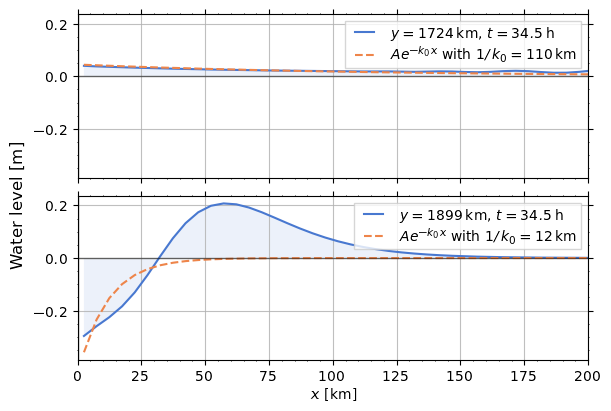 0.2
0.0
−0.2
y = 1724 km, t = 34.5 h
Ae^{−k₀x} with 1/k₀ = 110 km
Water level [m]
0.2
0.0
−0.2
y = 1899 km, t = 34.5 h
Ae^{−k₀x} with 1/k₀ = 12 km
0 25 50 75 100 125 150 175 200
x [km]